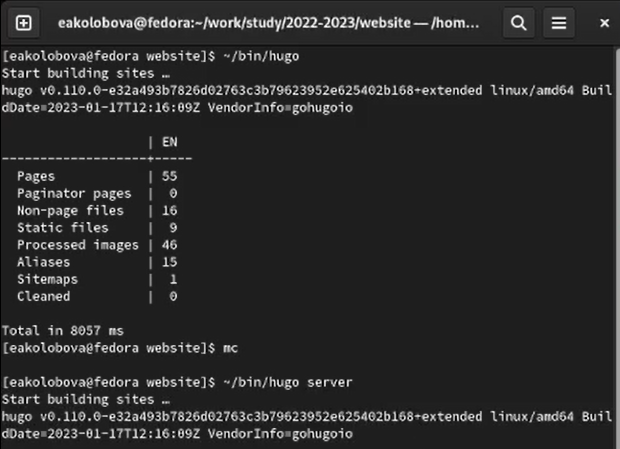 eakolobova@fedora:~/work/study/2022-2023/website — /hom...
[eakolobova@fedora website]$ ~/bin/hugo
Start building sites …
hugo v0.110.0-e32a493b7826d02763c3b79623952e625402b168+extended linux/amd64 Buil
dDate=2023-01-17T12:16:09Z VendorInfo=gohugoio
| EN
-------------------+-----
Pages | 55
Paginator pages | 0
Non-page files | 16
Static files | 9
Processed images | 46
Aliases | 15
Sitemaps | 1
Cleaned | 0
Total in 8057 ms
[eakolobova@fedora website]$ mc
[eakolobova@fedora website]$ ~/bin/hugo server
Start building sites …
hugo v0.110.0-e32a493b7826d02763c3b79623952e625402b168+extended linux/amd64 Buil
dDate=2023-01-17T12:16:09Z VendorInfo=gohugoio